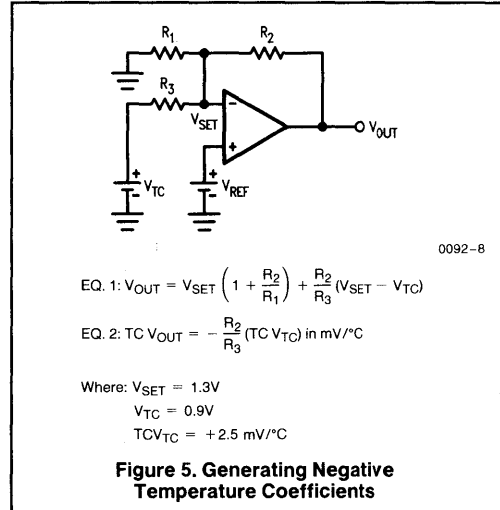 R1
R2
R3
VSET
−
+
VOUT
+
−
VTC
+
−
VREF
0092–8
EQ. 1: VOUT = VSET (1 + R2/R1) + R2/R3 (VSET − VTC)
EQ. 2: TC VOUT = − R2/R3 (TC VTC) in mV/°C
Where: VSET = 1.3V
VTC = 0.9V
TCVTC = +2.5 mV/°C
Figure 5. Generating Negative
Temperature Coefficients